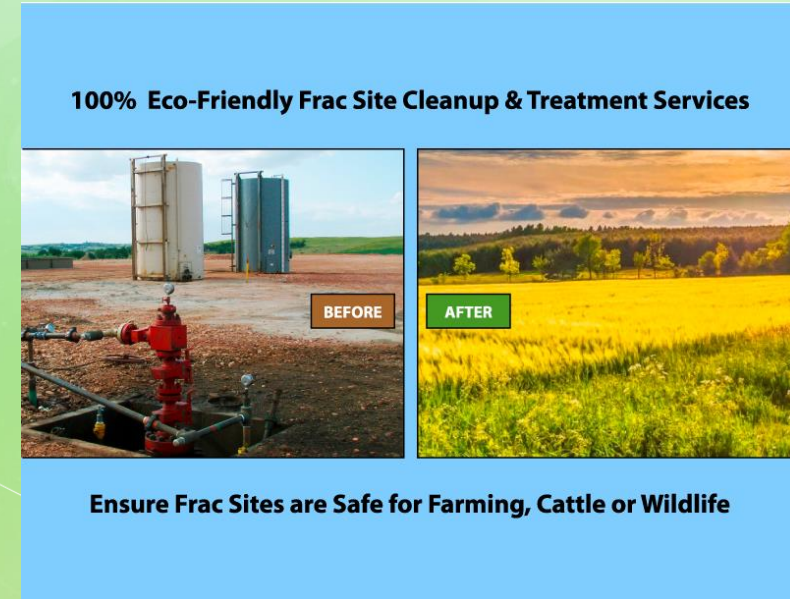 100% Eco-Friendly Frac Site Cleanup & Treatment Services
BEFORE
AFTER
Ensure Frac Sites are Safe for Farming, Cattle or Wildlife